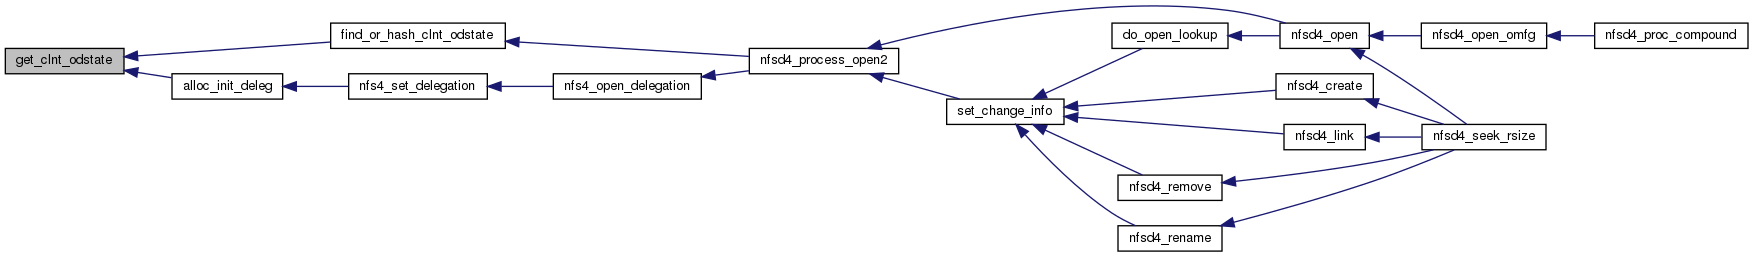 get_clnt_odstate
find_or_hash_clnt_odstate
alloc_init_deleg
nfs4_set_delegation
nfs4_open_delegation
nfsd4_process_open2
set_change_info
do_open_lookup
nfsd4_open
nfsd4_open_omfg
nfsd4_proc_compound
nfsd4_create
nfsd4_link
nfsd4_seek_rsize
nfsd4_remove
nfsd4_rename